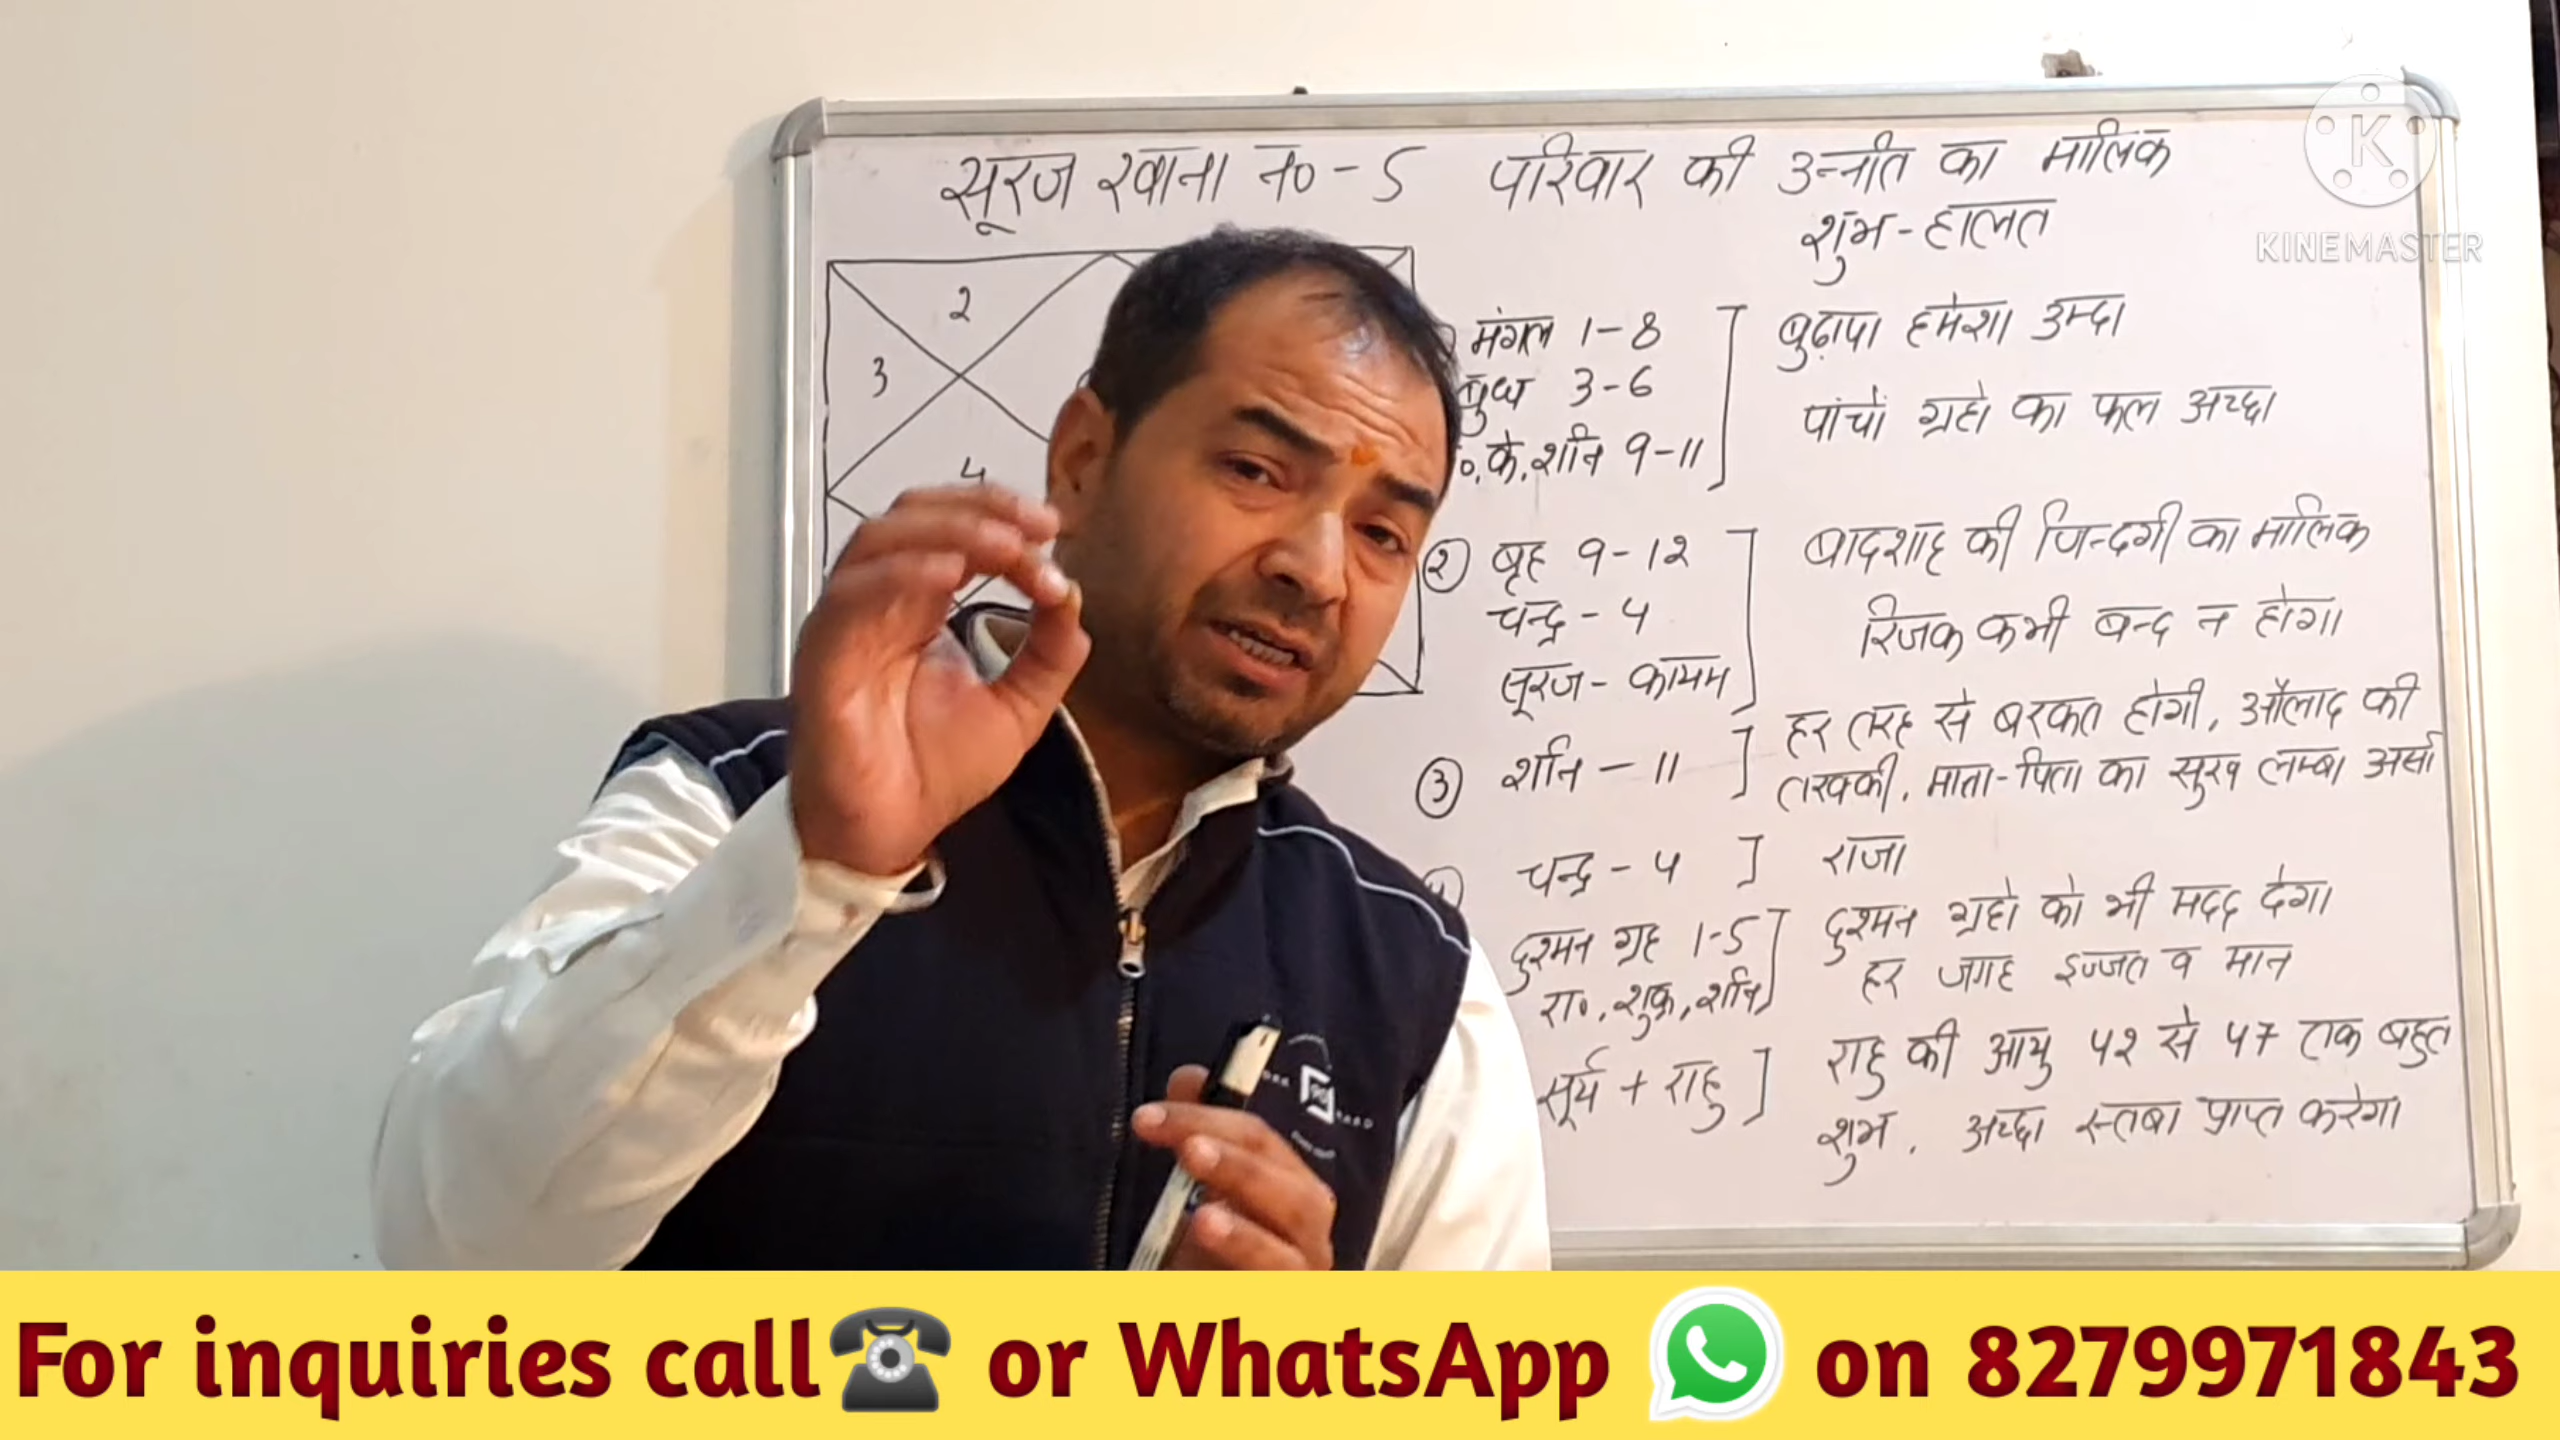 सूरज खाना न० - 5 परिवार की उन्नति का मालिक
शुभ - हालत
KINEMASTER
2
3
4
मंगल 1 - 8
बुध 3 - 6
के. शनि 9 - 11
बुढ़ापा हमेशा उम्दा
पांचों ग्रहो का फल अच्छा
② बृह 9 - 12
चन्द्र - 4
सूरज - कायम
बादशाह की जिन्दगी का मालिक
रिजक कभी बन्द न होगा
③ शनि - 11
हर तरह से बरकत होगी, औलाद की
तरक्की, माता - पिता का सुख लम्बा अर्सा
चन्द्र - 4
राजा
दुश्मन ग्रह 1 - 5
रा०, शुक्र, शनि
दुश्मन ग्रहो को भी मदद देगा
हर जगह इज्जत व मान
सूर्य + राहु
राहु की आयु 42 से 47 तक बहुत
शुभ, अच्छा रुतबा प्राप्त करेगा
For inquiries call or WhatsApp on 8279971843